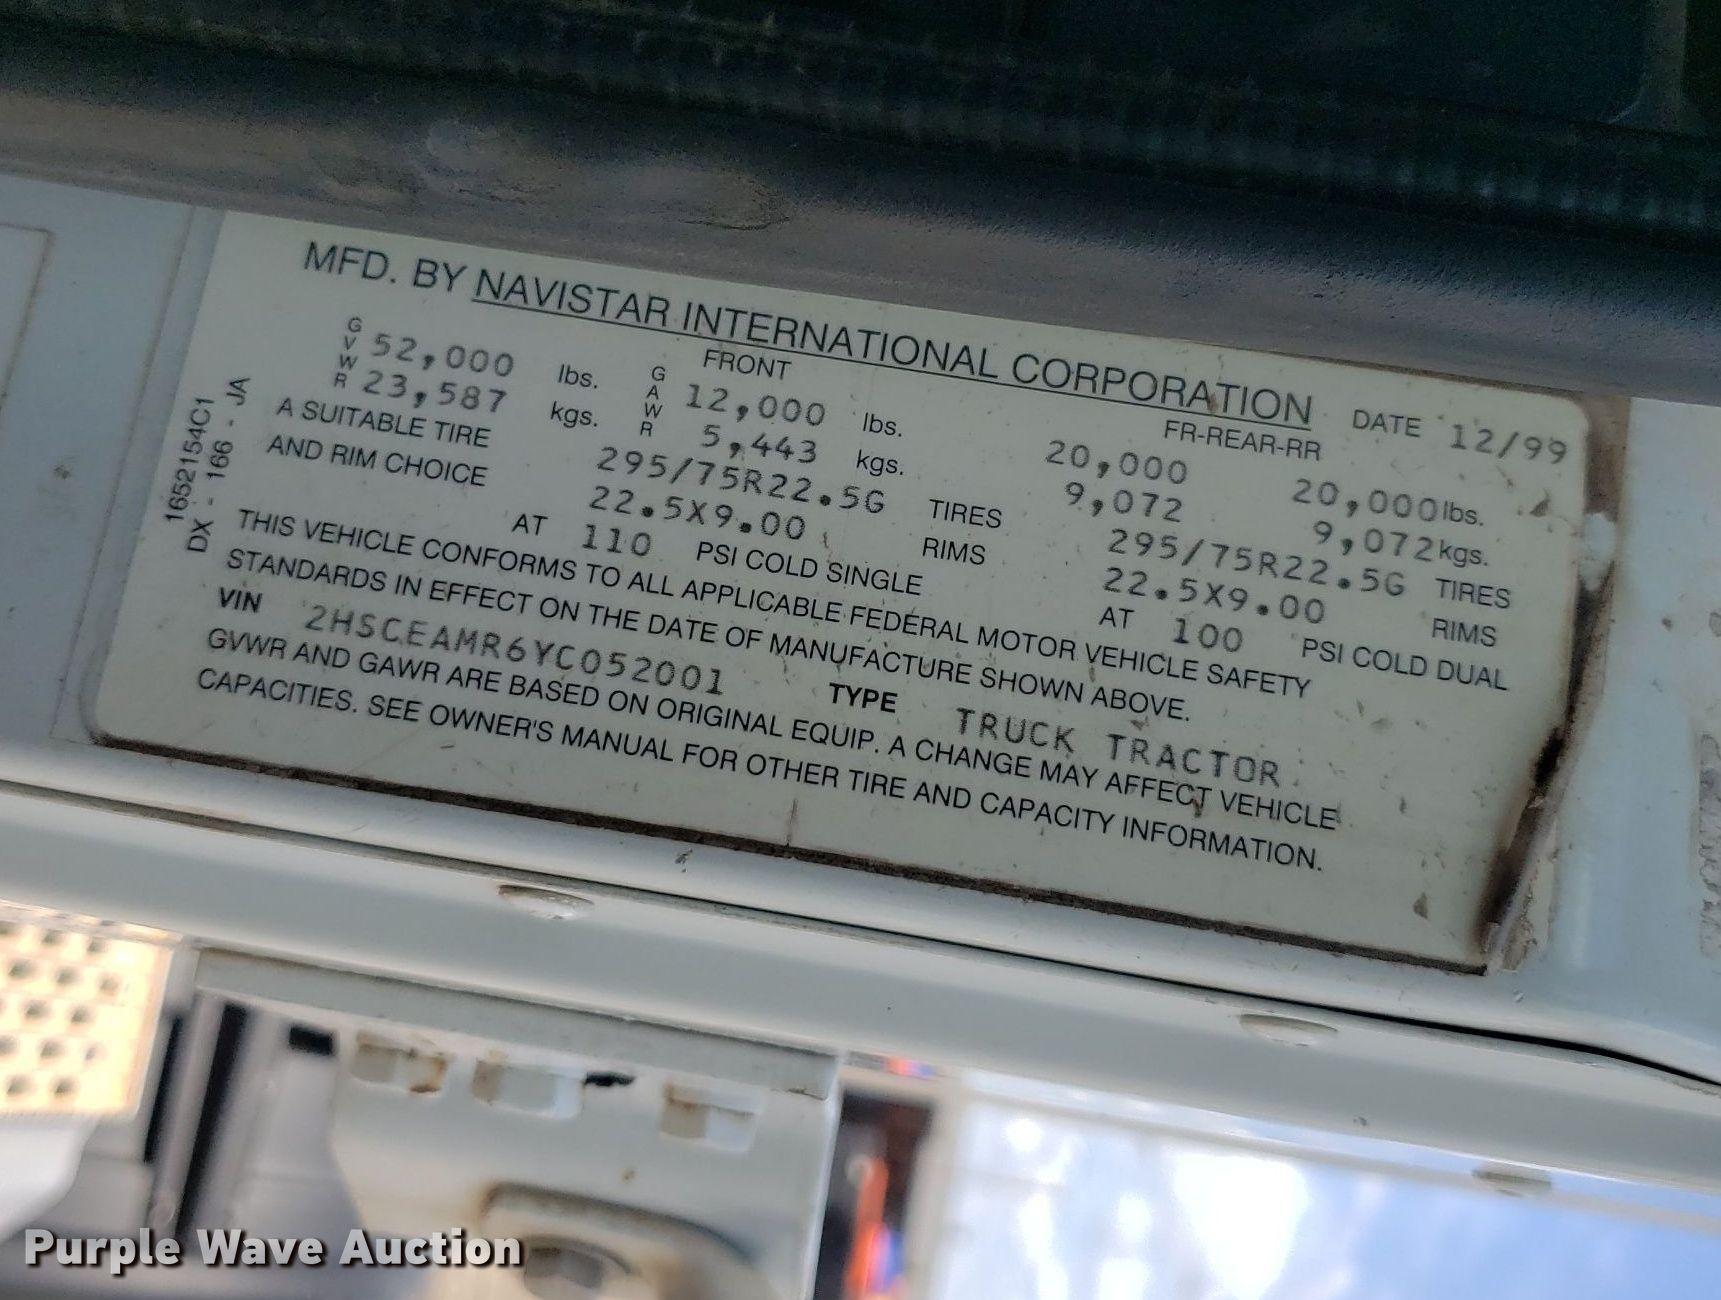 MFD. BY NAVISTAR INTERNATIONAL CORPORATION DATE 12/99
GVWR 52,000 lbs. GAWR FRONT 12,000 lbs. FR-REAR-RR 20,000 20,000 lbs.
23,587 kgs. 5,443 kgs. 9,072 9,072 kgs.
A SUITABLE TIRE 295/75R22.5G TIRES 295/75R22.5G TIRES
AND RIM CHOICE 22.5X9.00 RIMS 22.5X9.00 RIMS
AT 110 PSI COLD SINGLE AT 100 PSI COLD DUAL
THIS VEHICLE CONFORMS TO ALL APPLICABLE FEDERAL MOTOR VEHICLE SAFETY
STANDARDS IN EFFECT ON THE DATE OF MANUFACTURE SHOWN ABOVE.
VIN 2HSCEAMR6YC052001 TYPE TRUCK TRACTOR
GVWR AND GAWR ARE BASED ON ORIGINAL EQUIP. A CHANGE MAY AFFECT VEHICLE
CAPACITIES. SEE OWNER'S MANUAL FOR OTHER TIRE AND CAPACITY INFORMATION.
1652154C1
DX - 166 - JA
Purple Wave Auction